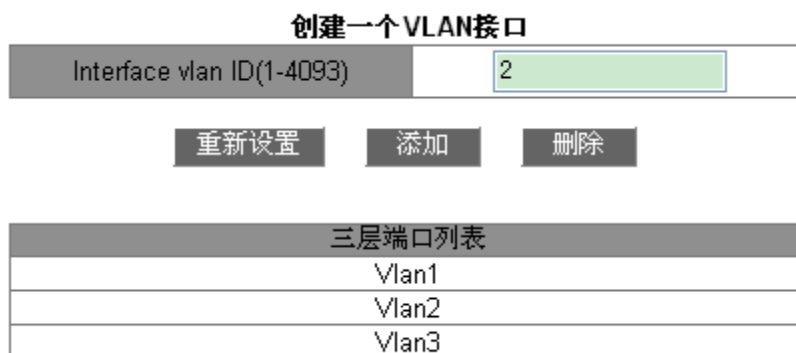 创建一个VLAN接口
Interface vlan ID(1-4093) 2
重新设置 添加 删除
三层端口列表
Vlan1
Vlan2
Vlan3